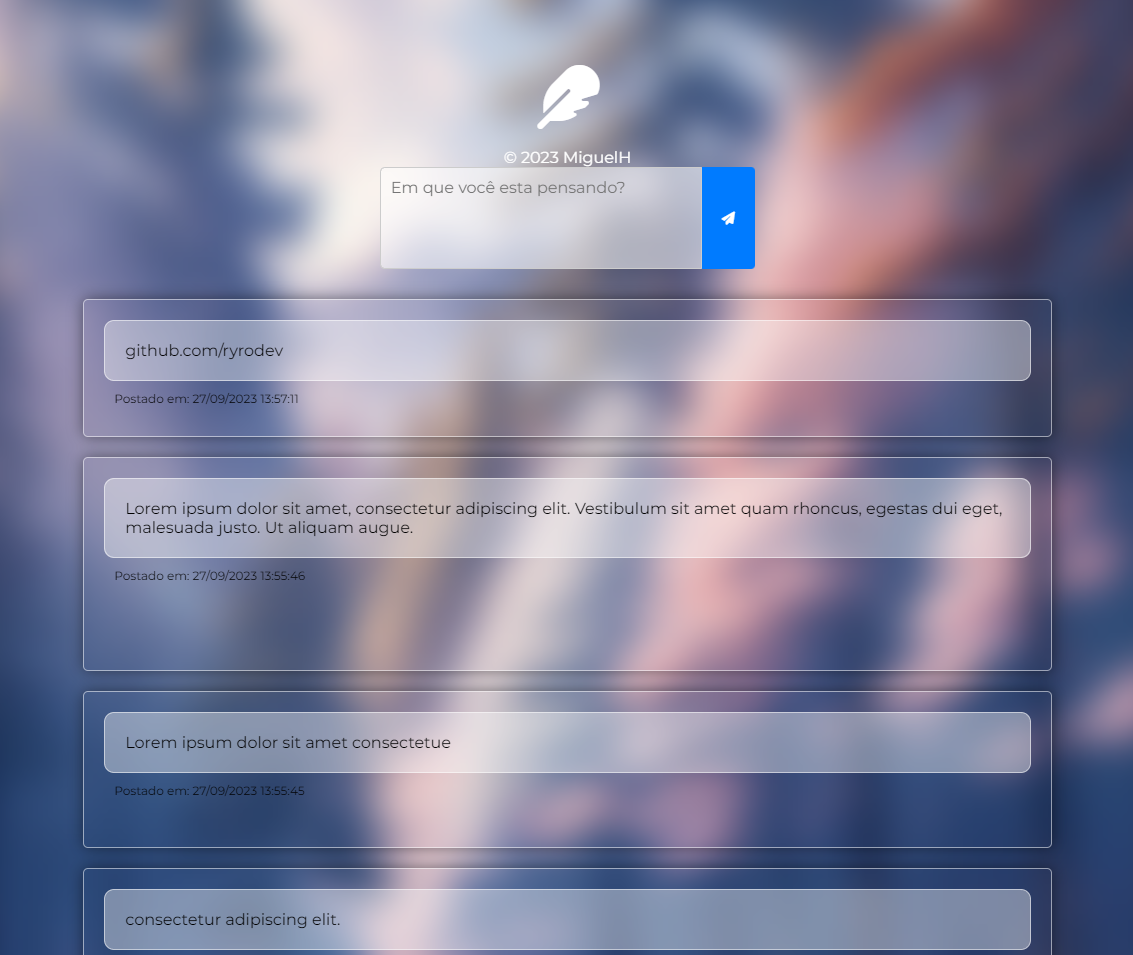 © 2023 MiguelH
Em que você esta pensando?
github.com/ryrodev
Postado em: 27/09/2023 13:57:11
Lorem ipsum dolor sit amet, consectetur adipiscing elit. Vestibulum sit amet quam rhoncus, egestas dui eget,
malesuada justo. Ut aliquam augue.
Postado em: 27/09/2023 13:55:46
Lorem ipsum dolor sit amet consectetue
Postado em: 27/09/2023 13:55:45
consectetur adipiscing elit.